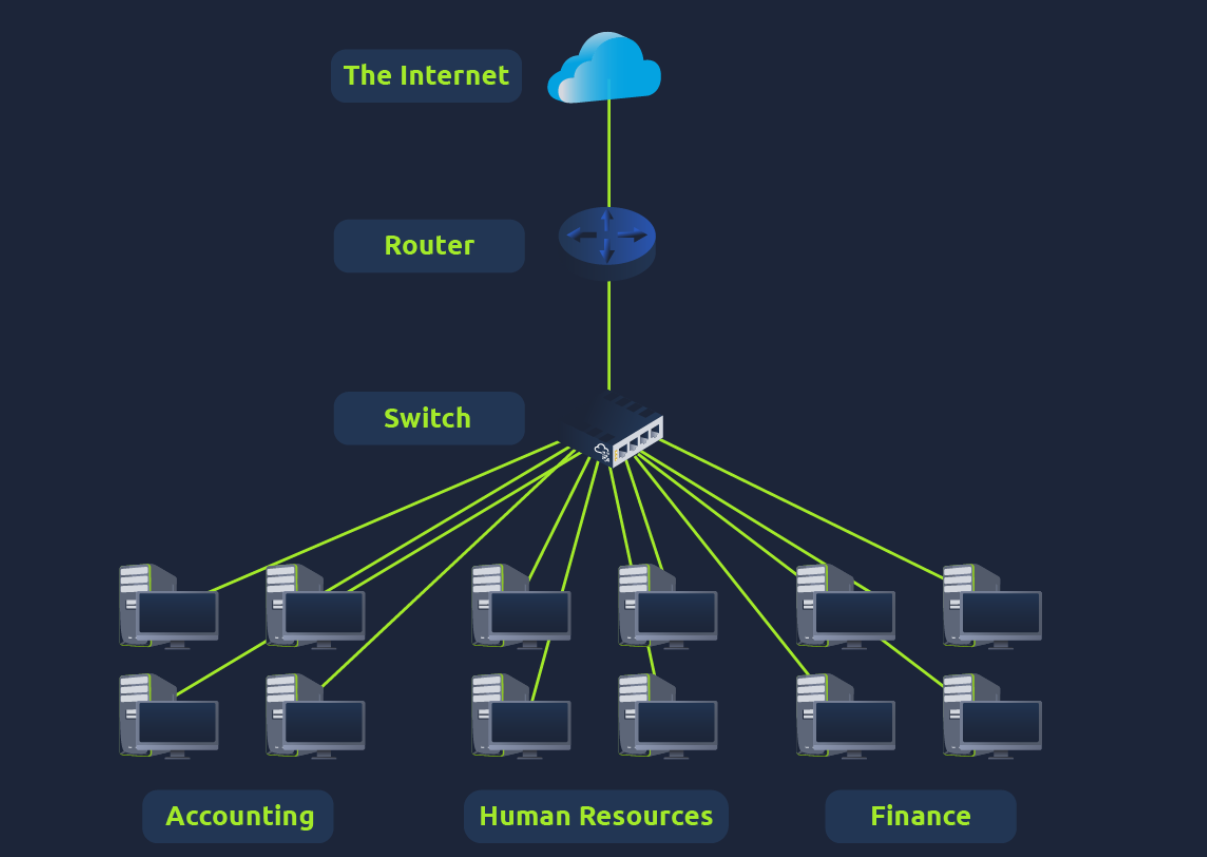 The Internet
Router
Switch
Accounting
Human Resources
Finance